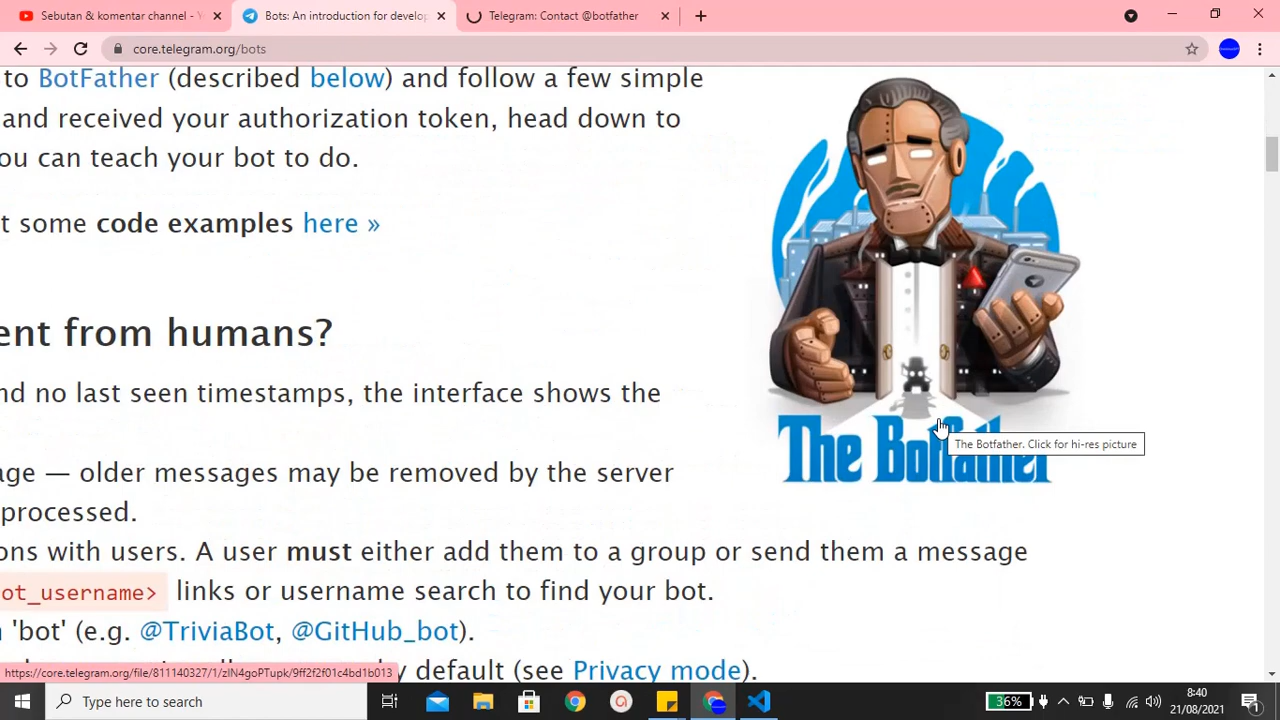 Sebutan & komentar channel - Y
Bots: An introduction for develop
Telegram: Contact @botfather
core.telegram.org/bots
to BotFather (described below) and follow a few simple
and received your authorization token, head down to
ou can teach your bot to do.
t some code examples here »
ent from humans?
nd no last seen timestamps, the interface shows the
The Botfather
The Botfather. Click for hi-res picture
age — older messages may be removed by the server
processed.
ons with users. A user must either add them to a group or send them a message
ot_username> links or username search to find your bot.
'bot' (e.g. @TriviaBot, @GitHub_bot).
y default (see Privacy mode).
https://core.telegram.org/file/811140327/1/zlN4goPTupk/9ff2f2f01c4bd1b013
Type here to search
36%
8:40
21/08/2021